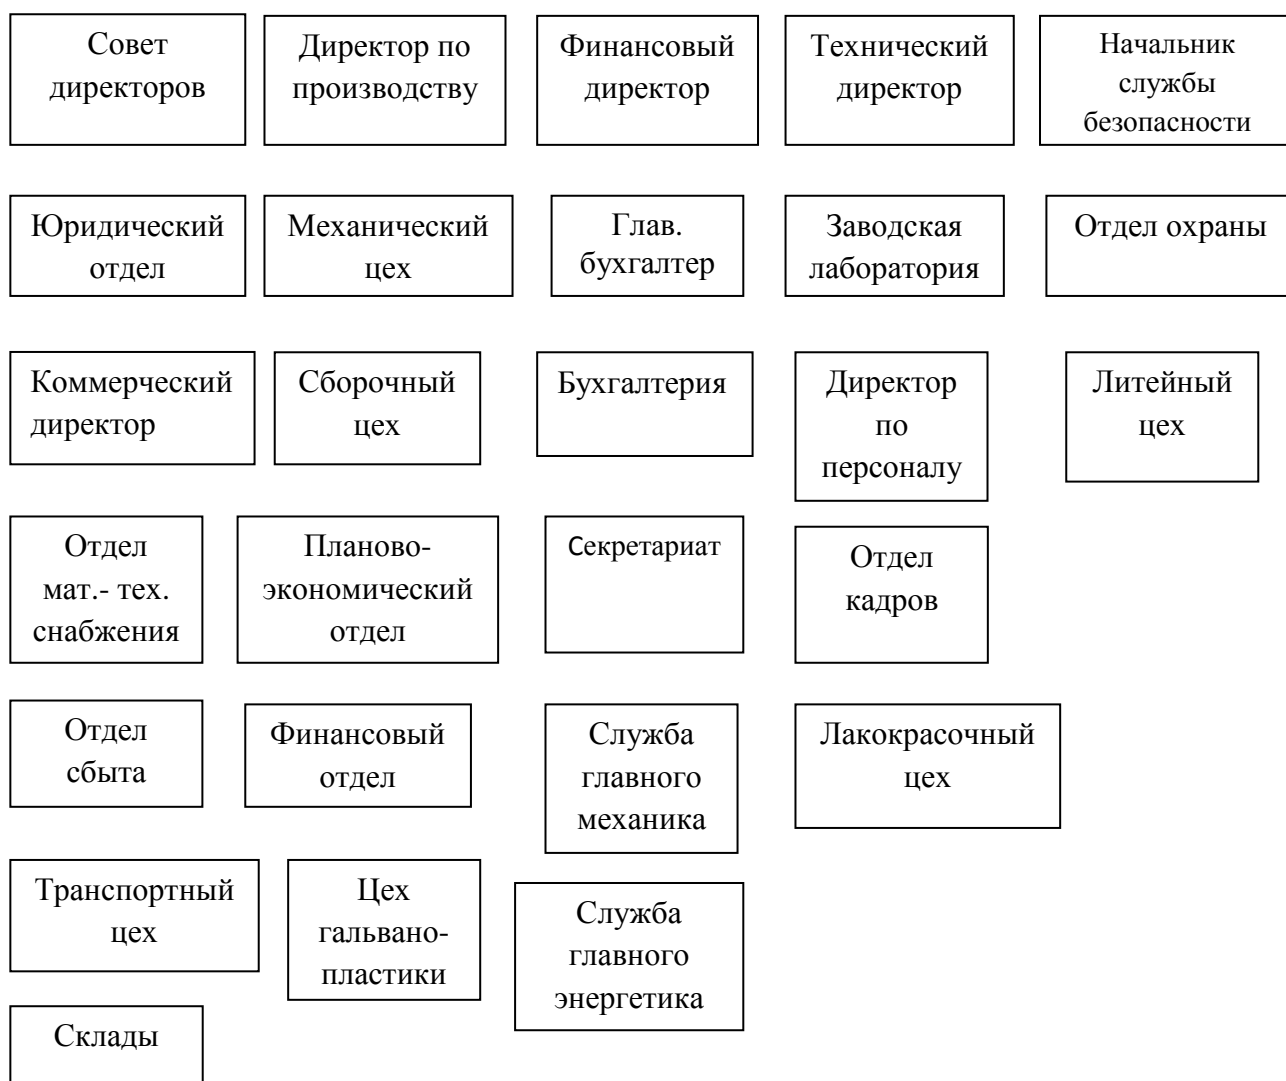 Совет
директоров
Директор по
производству
Финансовый
директор
Технический
директор
Начальник
службы
безопасности
Юридический
отдел
Механический
цех
Глав.
бухгалтер
Заводская
лаборатория
Отдел охраны
Коммерческий
директор
Сборочный
цех
Бухгалтерия
Директор
по
персоналу
Литейный
цех
Отдел
мат.- тех.
снабжения
Планово-
экономический
отдел
Секретариат
Отдел
кадров
Отдел
сбыта
Финансовый
отдел
Служба
главного
механика
Лакокрасочный
цех
Транспортный
цех
Цех
гальвано-
пластики
Служба
главного
энергетика
Склады